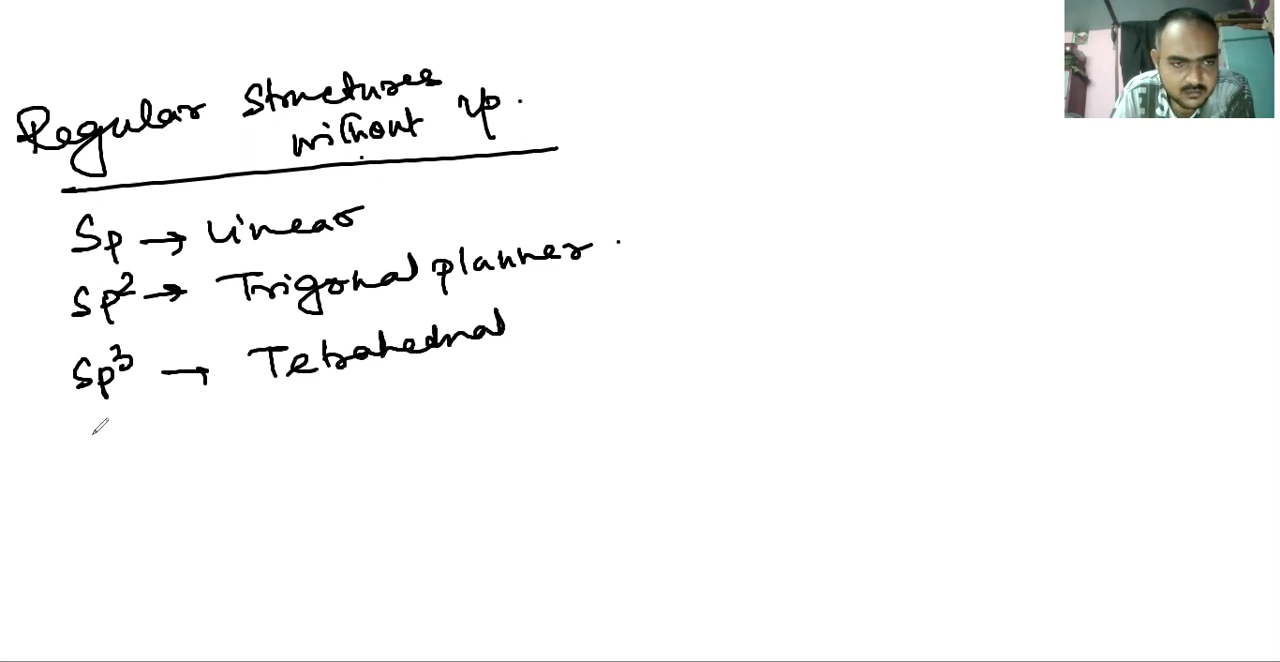 Regular structures
without lp.
Sp → Linear
Sp² → Trigonal planner.
Sp³ → Tetrahedral